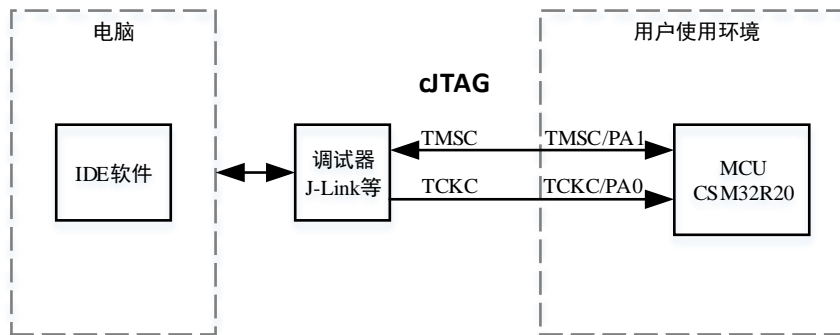 电脑
用户使用环境
cJTAG
IDE软件
调试器
J-Link等
TMSC
TMSC/PA1
TCKC
TCKC/PA0
MCU
CSM32R20